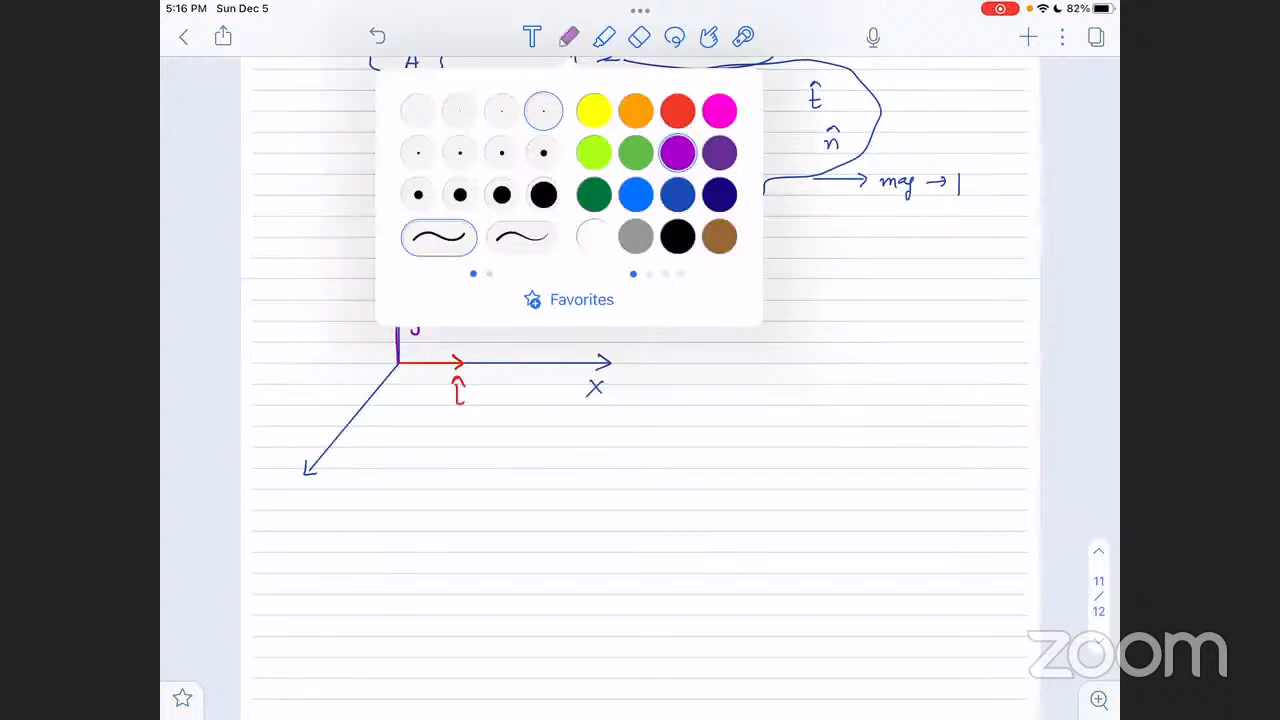 5:16 PM Sun Dec 5
82%
T
t̂
n̂
mag → 1
Favorites
î
X
11
/
12
zoom